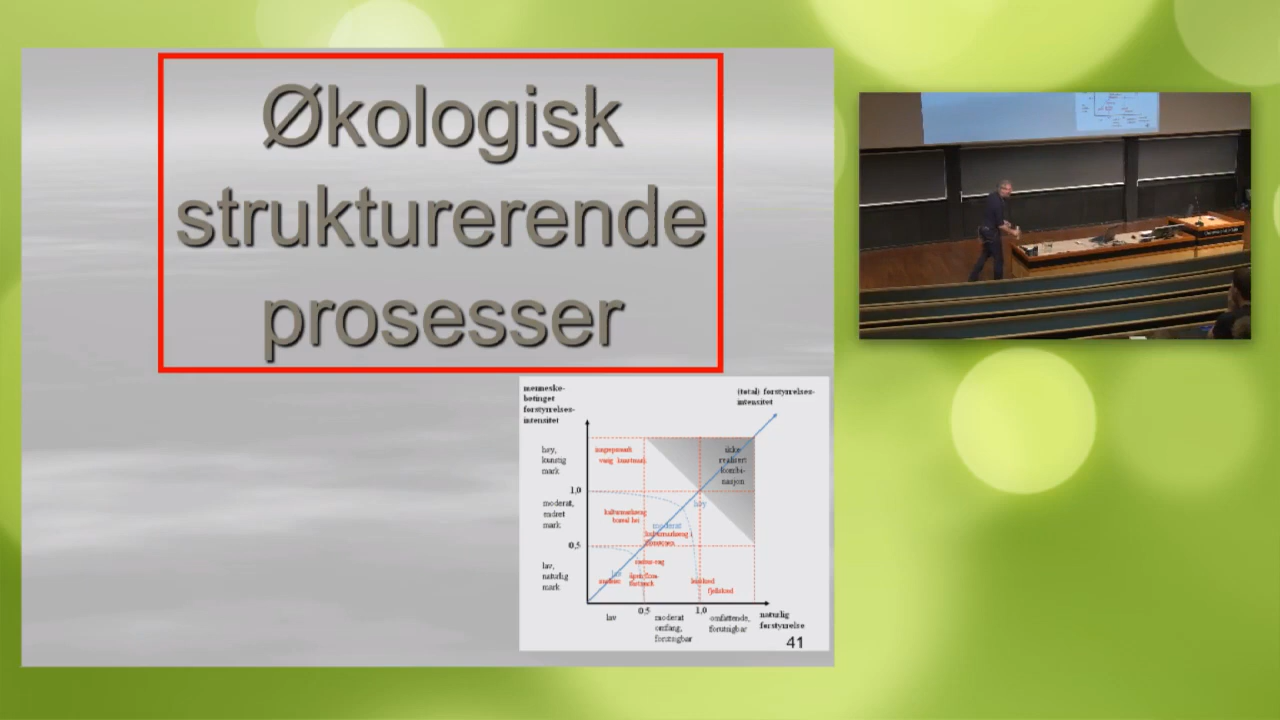 Økologisk
strukturerende
prosesser
menneske-
betinget
forstyrrelses-
intensitet
(total) forstyrrelses-
intensitet
høy,
kunstig
mark
ikke
realisert
kombi-
nasjon
1,0
høy
moderat,
endret
mark
boreal hei
moderat
0,5
lav,
naturlig
mark
lav
0,5
1,0
naturlig
forstyrrelse
lav
moderat
omfang,
forutsigbar
omfattende,
forutsigbar
41